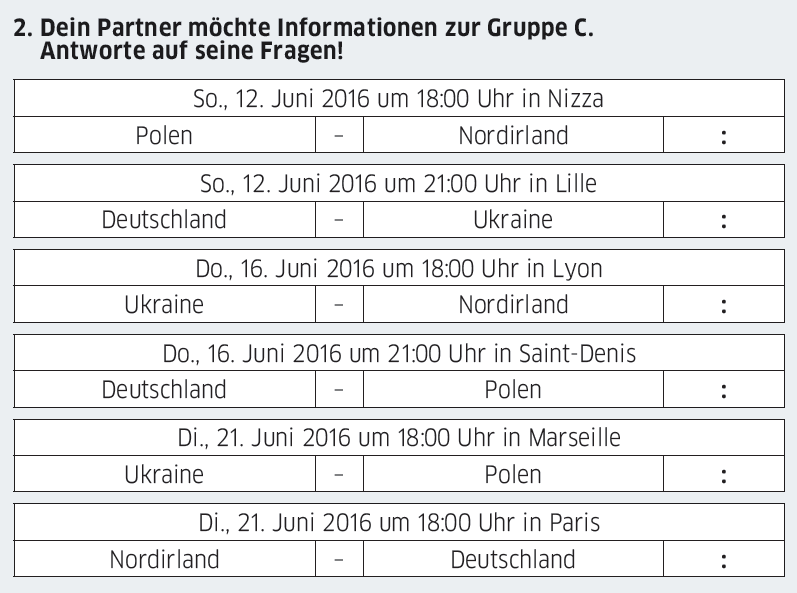 2. Dein Partner möchte Informationen zur Gruppe C.
Antworte auf seine Fragen!
So., 12. Juni 2016 um 18:00 Uhr in Nizza
Polen – Nordirland :
So., 12. Juni 2016 um 21:00 Uhr in Lille
Deutschland – Ukraine :
Do., 16. Juni 2016 um 18:00 Uhr in Lyon
Ukraine – Nordirland :
Do., 16. Juni 2016 um 21:00 Uhr in Saint-Denis
Deutschland – Polen :
Di., 21. Juni 2016 um 18:00 Uhr in Marseille
Ukraine – Polen :
Di., 21. Juni 2016 um 18:00 Uhr in Paris
Nordirland – Deutschland :